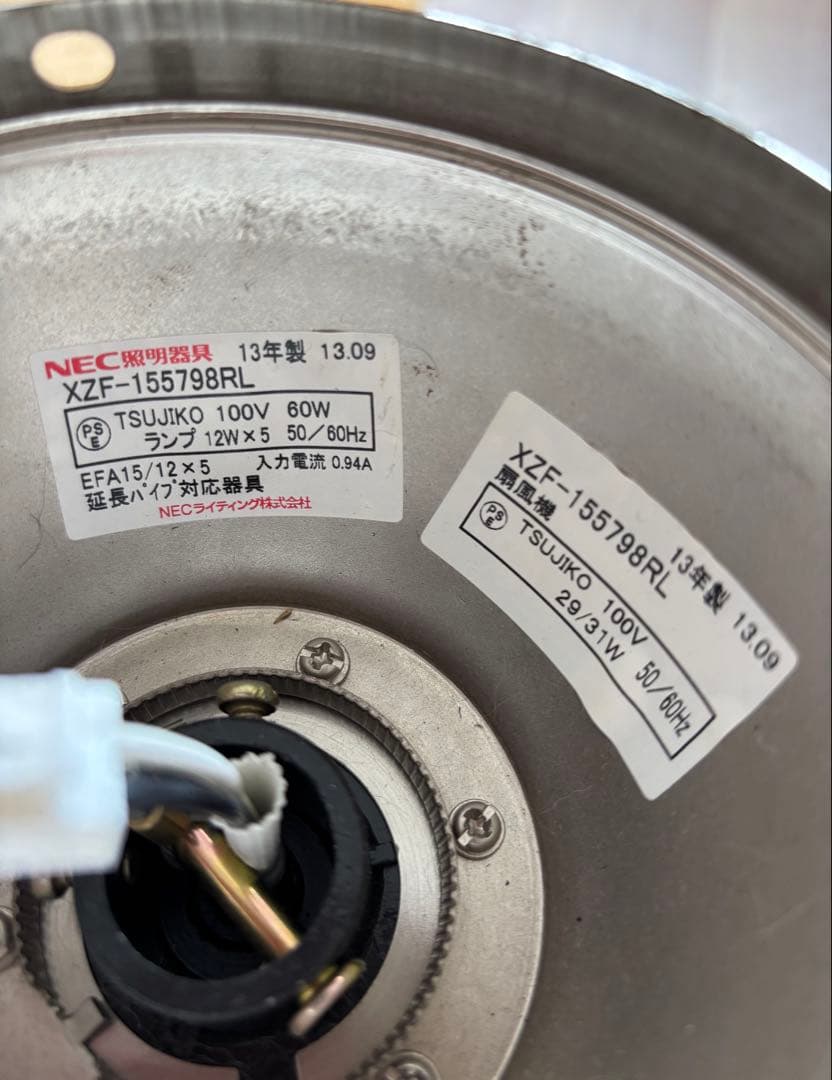 NEC照明器具 13年製 13.09
XZF-155798RL
PSE TSUJIKO 100V 60W
ランプ 12W×5 50/60Hz
EFA15/12×5 入力電流 0.94A
延長パイプ対応器具
NECライティング株式会社
XZF-155798RL 13年製 13.09
扇風機
PSE TSUJIKO 100V 50/60Hz
29/31W